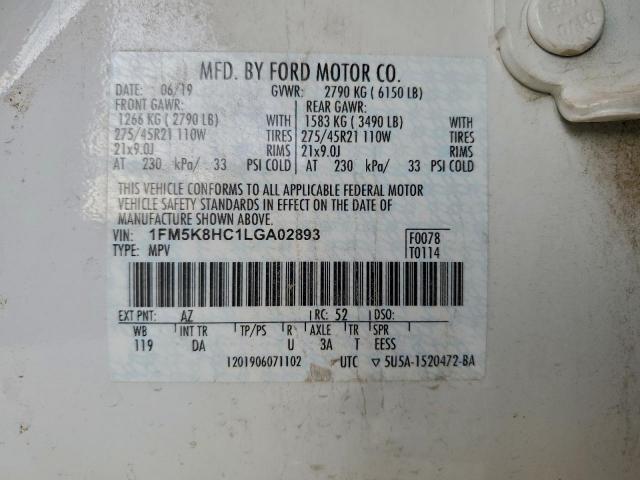 MFD. BY FORD MOTOR CO.
DATE: 06/19 GVWR: 2790 KG ( 6150 LB)
FRONT GAWR: REAR GAWR:
1266 KG ( 2790 LB) WITH 1583 KG ( 3490 LB) WITH
275/45R21 110W TIRES 275/45R21 110W TIRES
21x9.0J RIMS 21x9.0J RIMS
AT 230 kPa/ 33 PSI COLD AT 230 kPa/ 33 PSI COLD
THIS VEHICLE CONFORMS TO ALL APPLICABLE FEDERAL MOTOR
VEHICLE SAFETY STANDARDS IN EFFECT ON THE DATE OF
MANUFACTURE SHOWN ABOVE.
VIN: 1FM5K8HC1LGA02893 F0078
TYPE: MPV T0114
EXT PNT: AZ RC: 52 DSO:
WB INT TR TP/PS R AXLE TR SPR
119 DA U 3A T EESS
1201906071102 UTC ▽ 5U5A-1520472-BA